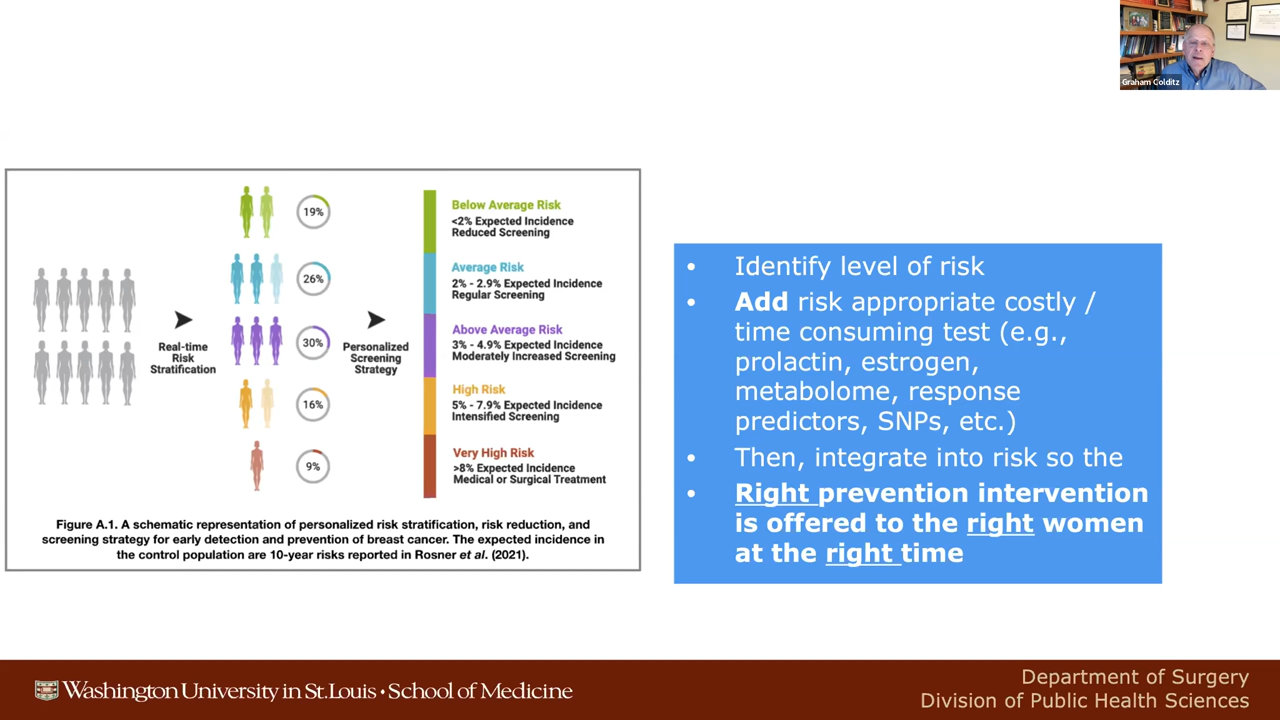 Graham Colditz
19%
26%
30%
16%
9%
Real-time
Risk
Stratification
Personalized
Screening
Strategy
Below Average Risk
<2% Expected Incidence
Reduced Screening
Average Risk
2% - 2.9% Expected Incidence
Regular Screening
Above Average Risk
3% - 4.9% Expected Incidence
Moderately Increased Screening
High Risk
5% - 7.9% Expected Incidence
Intensified Screening
Very High Risk
>8% Expected Incidence
Medical or Surgical Treatment
Figure A.1. A schematic representation of personalized risk stratification, risk reduction, and
screening strategy for early detection and prevention of breast cancer. The expected incidence in
the control population are 10-year risks reported in Rosner et al. (2021).
• Identify level of risk
• Add risk appropriate costly /
time consuming test (e.g.,
prolactin, estrogen,
metabolome, response
predictors, SNPs, etc.)
• Then, integrate into risk so the
• Right prevention intervention
is offered to the right women
at the right time
Washington University in St. Louis • School of Medicine
Department of Surgery
Division of Public Health Sciences